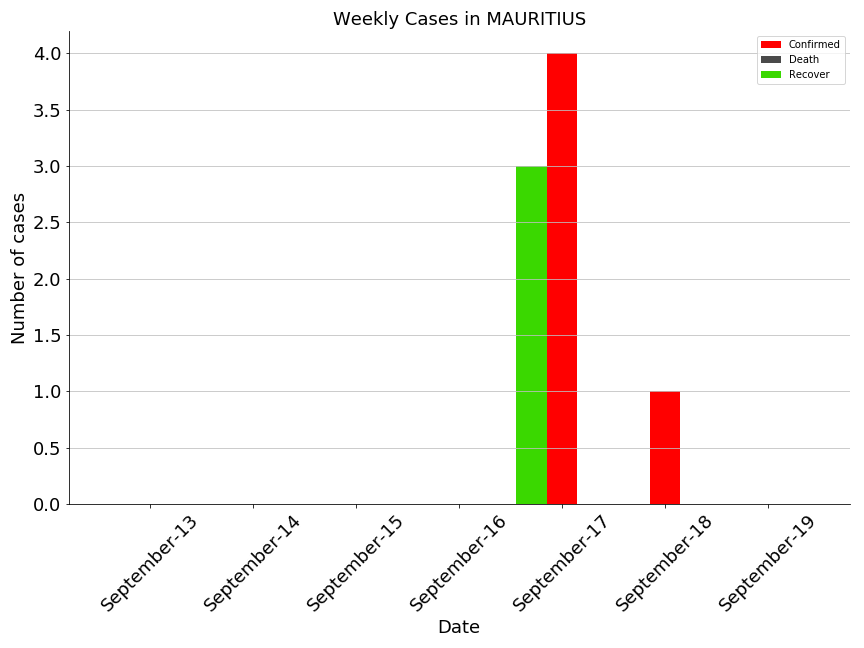 Weekly Cases in MAURITIUS
Confirmed
Death
Recover
Number of cases
4.0
3.5
3.0
2.5
2.0
1.5
1.0
0.5
0.0
September-13
September-14
September-15
September-16
September-17
September-18
September-19
Date